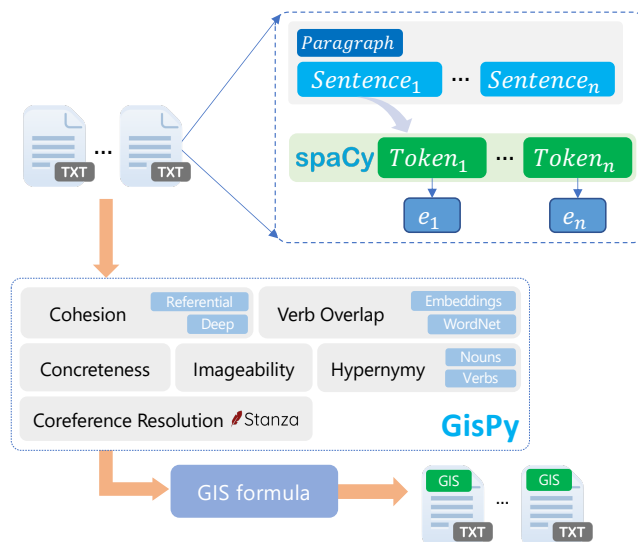 Paragraph
Sentence₁ ... Sentenceₙ
TXT ... TXT
spaCy Token₁ ... Tokenₙ
e₁ eₙ
Cohesion Referential Deep
Verb Overlap Embeddings WordNet
Concreteness Imageability Hypernymy Nouns Verbs
Coreference Resolution Stanza
GisPy
GIS formula
GIS ... GIS
TXT TXT